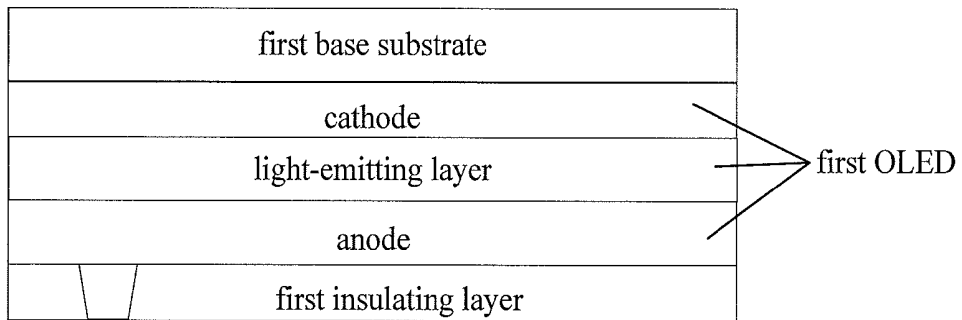 first base substrate
cathode
light-emitting layer
first OLED
anode
first insulating layer